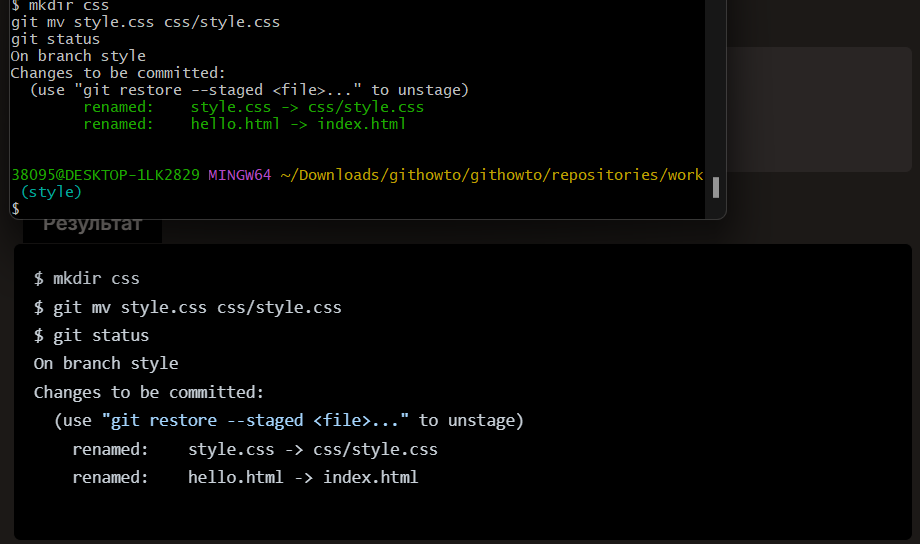 $ mkdir css
git mv style.css css/style.css
git status
On branch style
Changes to be committed:
  (use "git restore --staged <file>..." to unstage)
        renamed:    style.css -> css/style.css
        renamed:    hello.html -> index.html
38095@DESKTOP-1LK2829 MINGW64 ~/Downloads/githowto/githowto/repositories/work
 (style)
$
Результат
$ mkdir css
$ git mv style.css css/style.css
$ git status
On branch style
Changes to be committed:
  (use "git restore --staged <file>..." to unstage)
    renamed:    style.css -> css/style.css
    renamed:    hello.html -> index.html